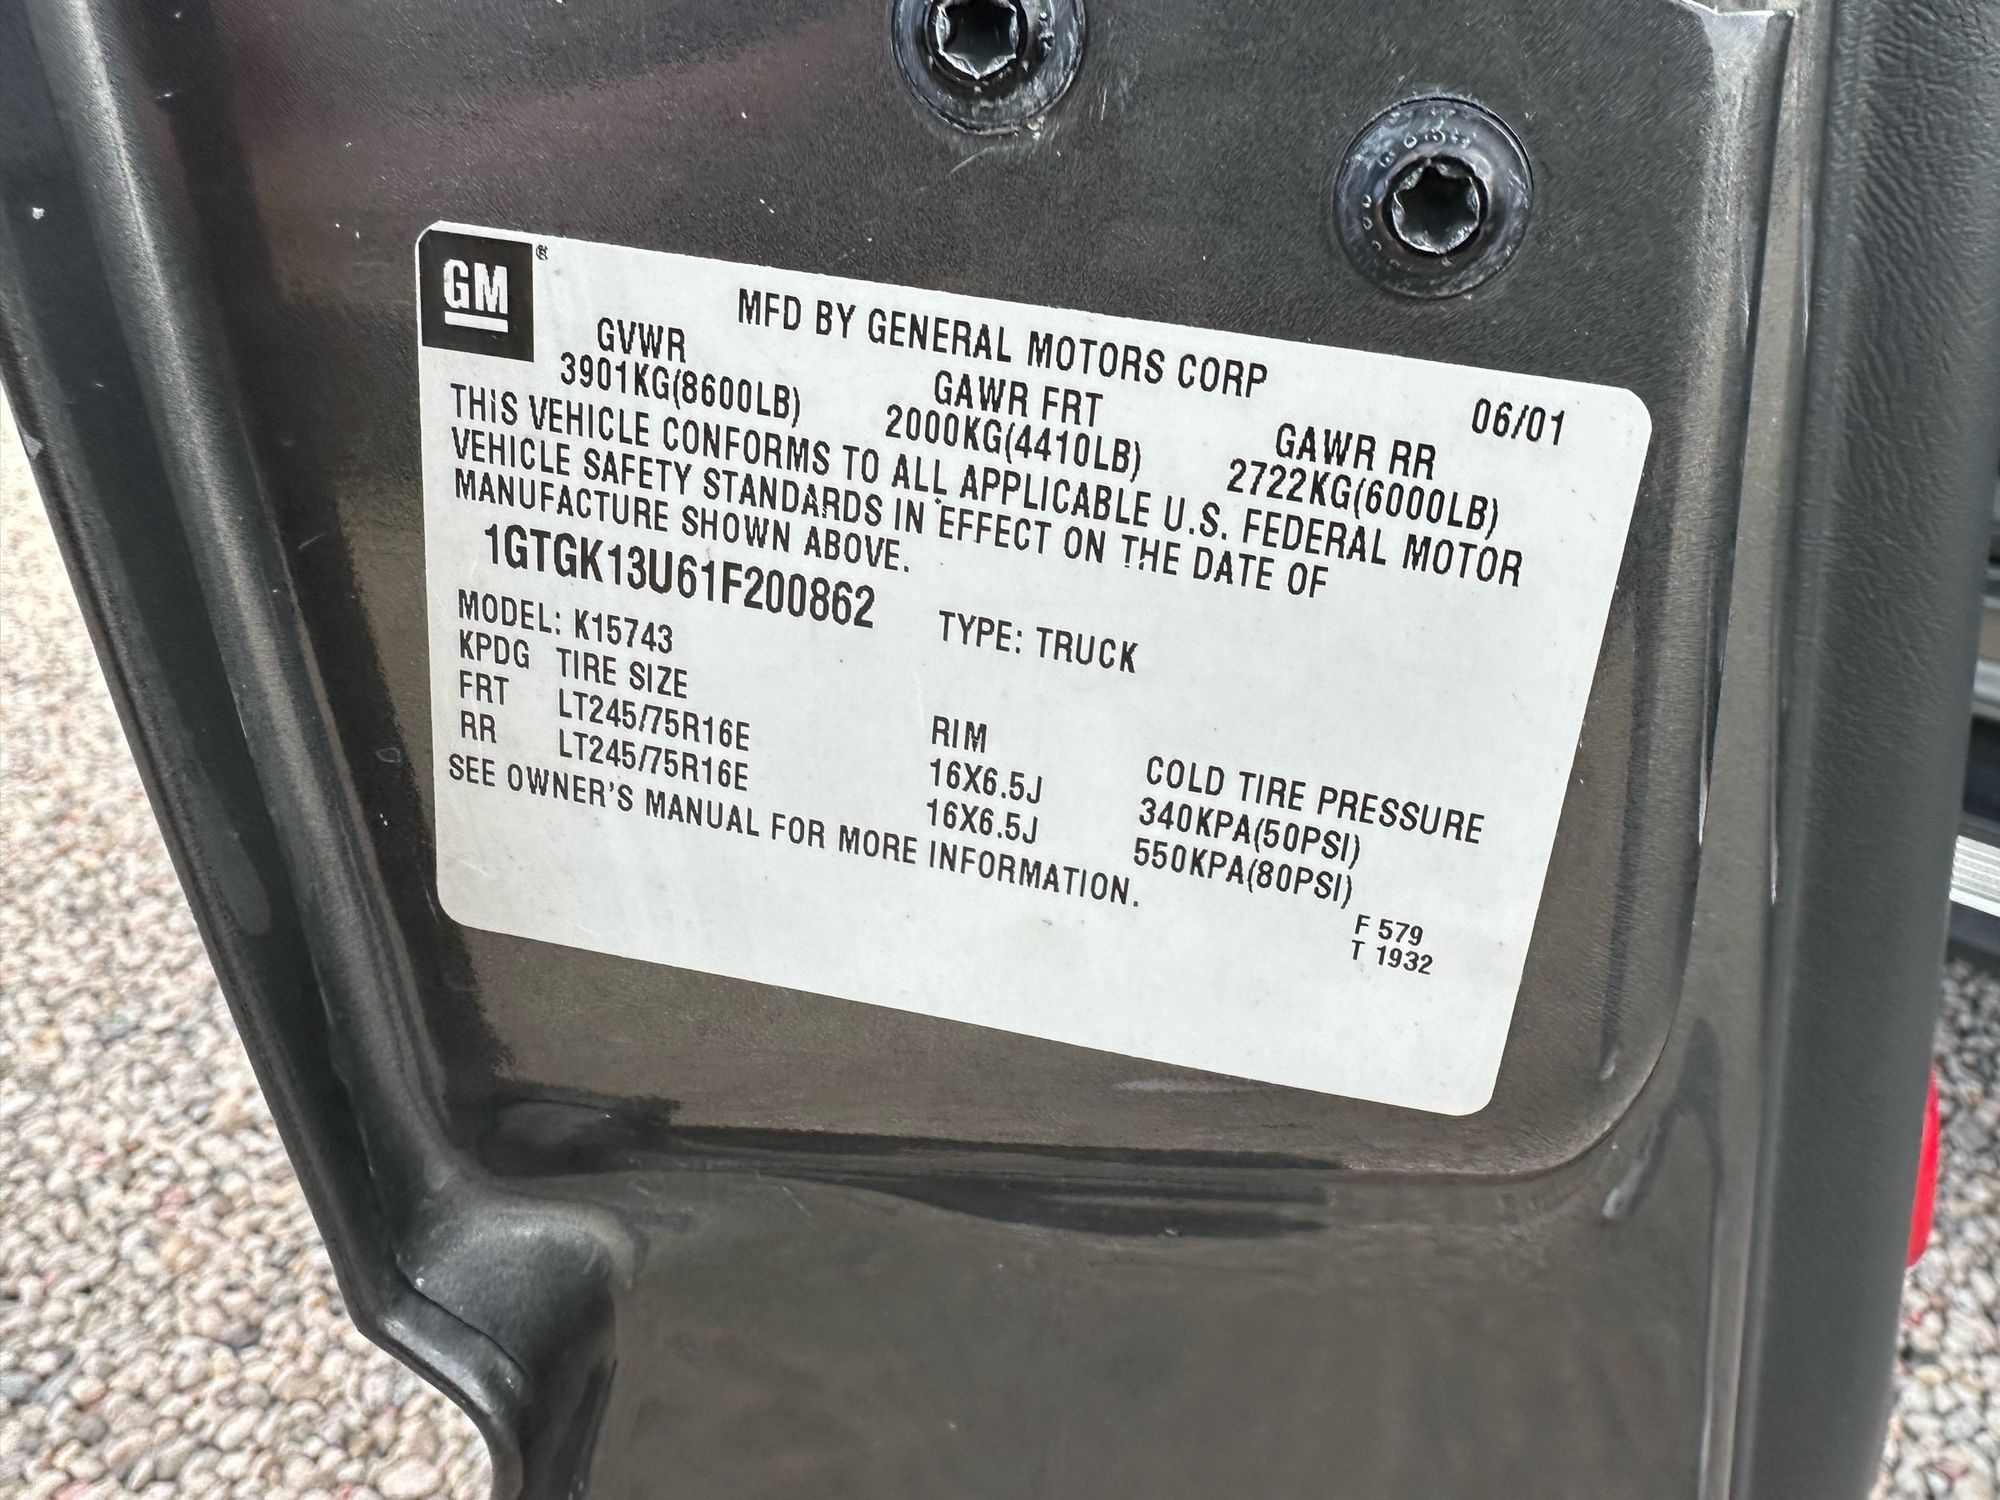 GM®
MFD BY GENERAL MOTORS CORP 06/01
GVWR GAWR FRT GAWR RR
3901KG(8600LB) 2000KG(4410LB) 2722KG(6000LB)
THIS VEHICLE CONFORMS TO ALL APPLICABLE U.S. FEDERAL MOTOR
VEHICLE SAFETY STANDARDS IN EFFECT ON THE DATE OF
MANUFACTURE SHOWN ABOVE.
1GTGK13U61F200862 TYPE: TRUCK
MODEL: K15743
KPDG TIRE SIZE RIM COLD TIRE PRESSURE
FRT LT245/75R16E 16X6.5J 340KPA(50PSI)
RR LT245/75R16E 16X6.5J 550KPA(80PSI)
SEE OWNER'S MANUAL FOR MORE INFORMATION.
F 579
T 1932